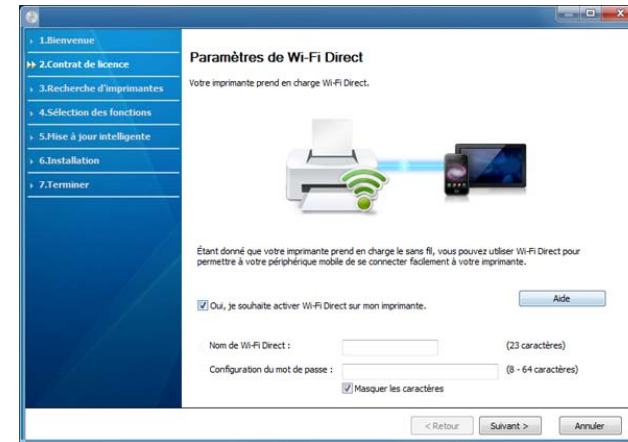 1.Bienvenue
2.Contrat de licence
3.Recherche d'imprimantes
4.Sélection des fonctions
5.Mise à jour intelligente
6.Installation
7.Terminer
Paramètres de Wi-Fi Direct
Votre imprimante prend en charge Wi-Fi Direct.
Étant donné que votre imprimante prend en charge le sans fil, vous pouvez utiliser Wi-Fi Direct pour
permettre à votre périphérique mobile de se connecter facilement à votre imprimante.
Aide
Oui, je souhaite activer Wi-Fi Direct sur mon imprimante.
Nom de Wi-Fi Direct : (23 caractères)
Configuration du mot de passe : (8 - 64 caractères)
Masquer les caractères
< Retour Suivant > Annuler